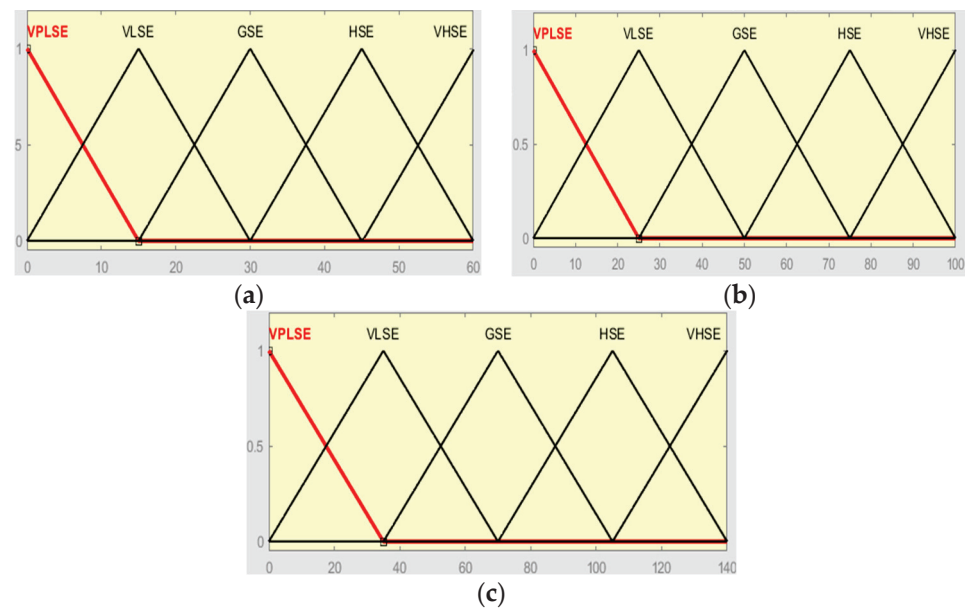 VPLSE VLSE GSE HSE VHSE
1
5
0
0 10 20 30 40 50 60
(a)
VPLSE VLSE GSE HSE VHSE
1
0.5
0
0 10 20 30 40 50 60 70 80 90 100
(b)
VPLSE VLSE GSE HSE VHSE
1
0.5
0
0 20 40 60 80 100 120 140
(c)